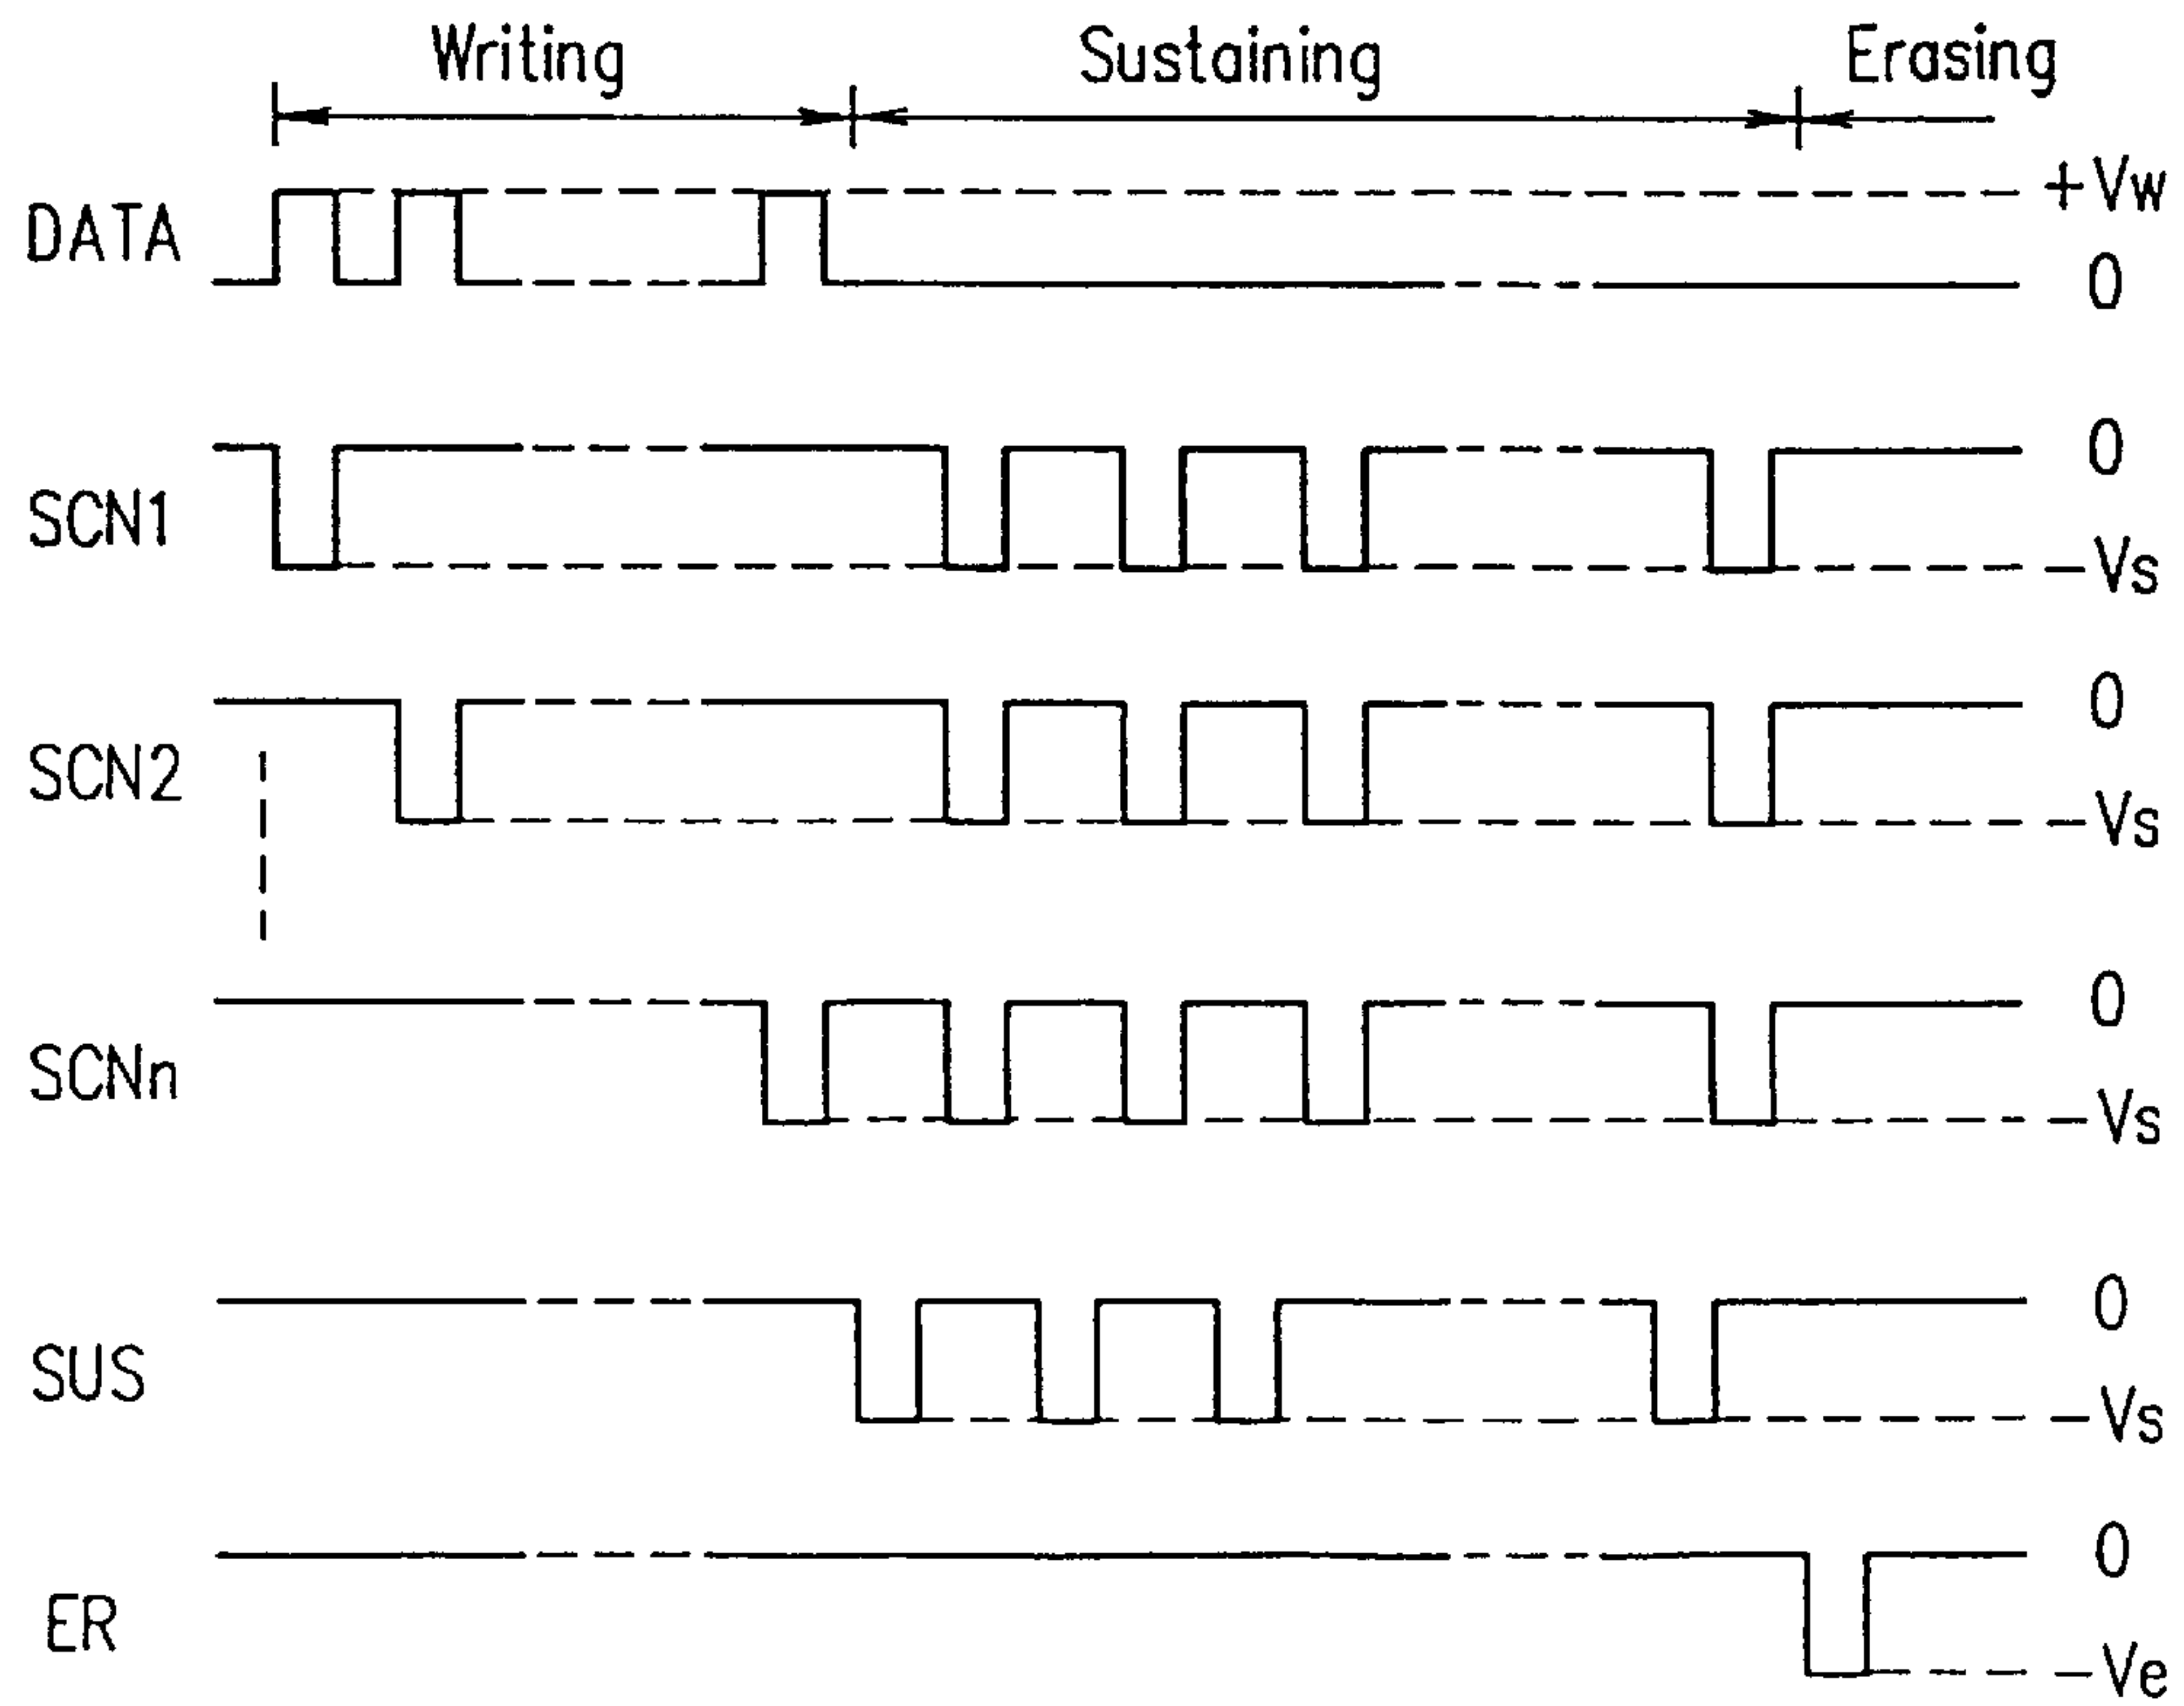 Writing Sustaining Erasing
+Vw
DATA
0
0
SCN1
-Vs
0
SCN2
-Vs
0
SCNn
-Vs
0
SUS
-Vs
0
ER
-Ve